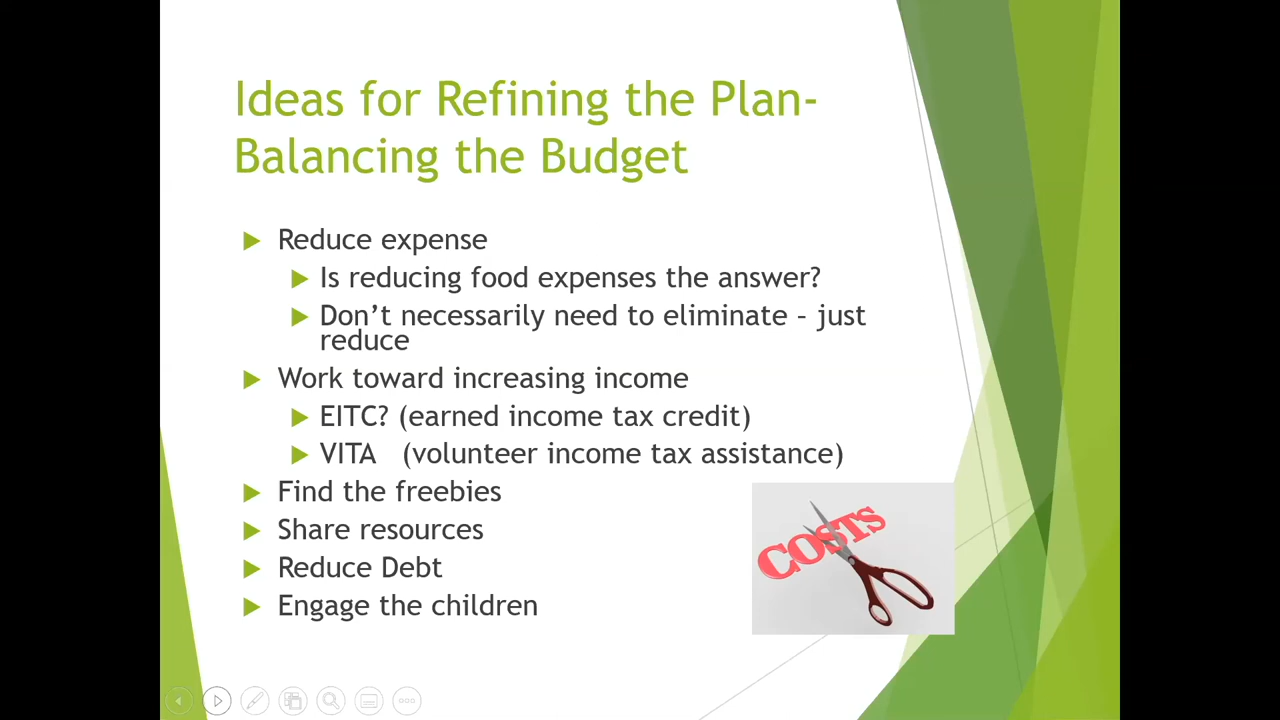 Ideas for Refining the Plan-
Balancing the Budget
Reduce expense
Is reducing food expenses the answer?
Don’t necessarily need to eliminate – just
reduce
Work toward increasing income
EITC? (earned income tax credit)
VITA (volunteer income tax assistance)
Find the freebies
Share resources
Reduce Debt
Engage the children
COSTS